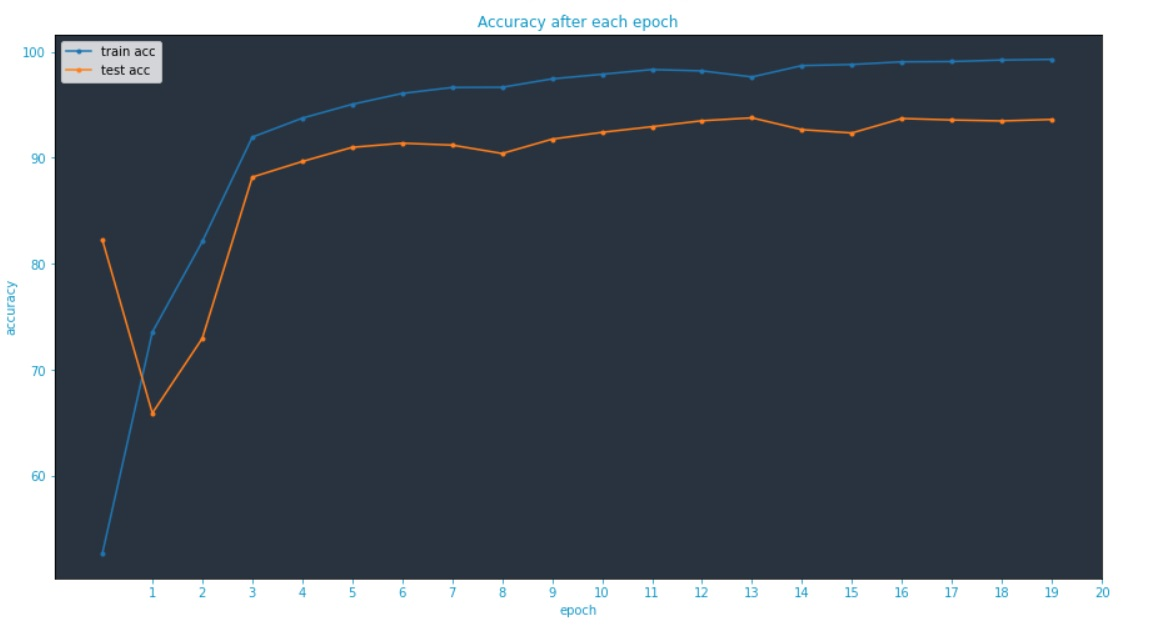 Accuracy after each epoch
train acc
test acc
100
90
80
70
60
accuracy
1 2 3 4 5 6 7 8 9 10 11 12 13 14 15 16 17 18 19 20
epoch